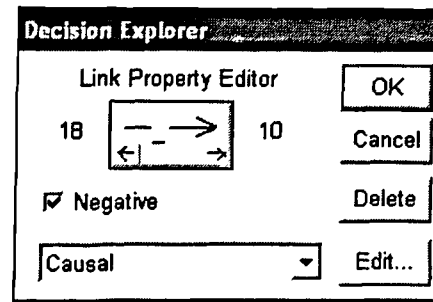 Decision Explorer
Link Property Editor
18
10
Negative
Causal
OK
Cancel
Delete
Edit...